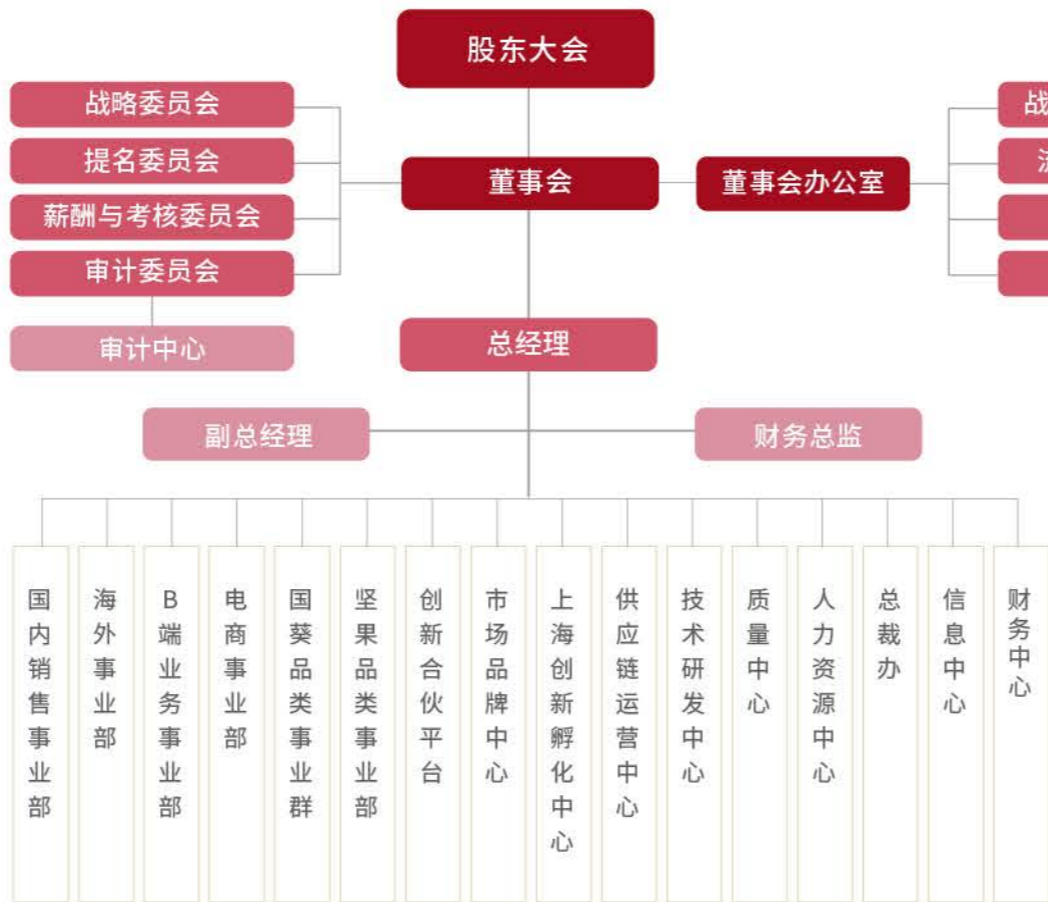 股东大会
战略委员会
提名委员会
薪酬与考核委员会
审计委员会
审计中心
董事会
董事会办公室
战
总经理
副总经理
财务总监
国内销售事业部
海外事业部
B端业务事业部
电商事业部
国葵品类事业群
坚果品类事业部
创新合伙平台
市场品牌中心
上海创新孵化中心
供应链运营中心
技术研发中心
质量中心
人力资源中心
总裁办
信息中心
财务中心